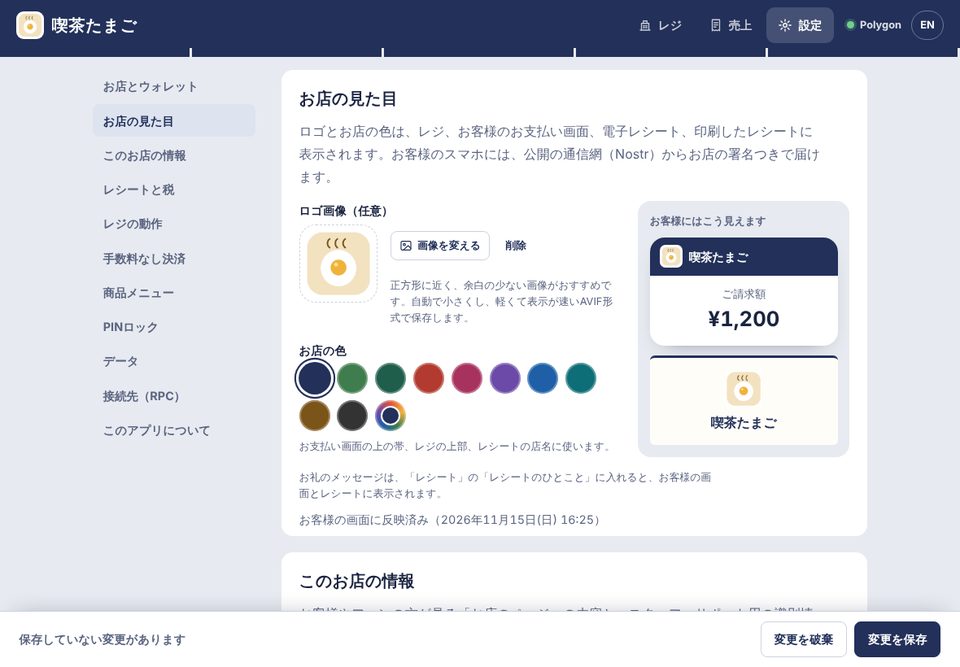 喫茶たまご
レジ
売上
設定
Polygon
EN
お店とウォレット
お店の見た目
このお店の情報
レシートと税
レジの動作
手数料なし決済
商品メニュー
PINロック
データ
接続先（RPC）
このアプリについて
お店の見た目
ロゴとお店の色は、レジ、お客様のお支払い画面、電子レシート、印刷したレシートに
表示されます。お客様のスマホには、公開の通信網（Nostr）からお店の署名つきで届け
ます。
ロゴ画像（任意）
画像を変える
削除
正方形に近く、余白の少ない画像がおすすめで
す。自動で小さくし、軽くて表示が速いAVIF形
式で保存します。
お店の色
お支払い画面の上の帯、レジの上部、レシートの店名に使います。
お客様にはこう見えます
喫茶たまご
ご請求額
¥1,200
喫茶たまご
お礼のメッセージは、「レシート」の「レシートのひとこと」に入れると、お客様の画
面とレシートに表示されます。
お客様の画面に反映済み（2026年11月15日(日) 16:25）
このお店の情報
保存していない変更があります
変更を破棄
変更を保存